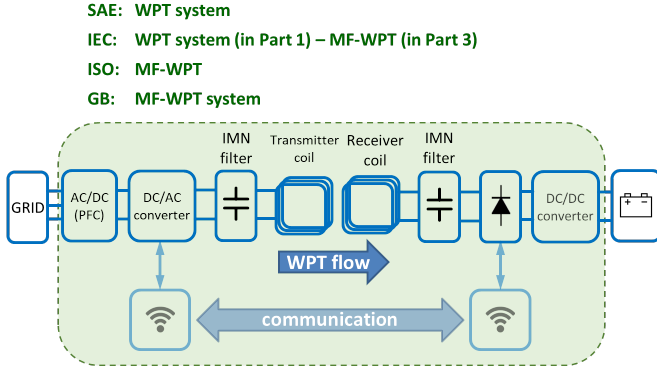 SAE: WPT system
IEC: WPT system (in Part 1) – MF-WPT (in Part 3)
ISO: MF-WPT
GB: MF-WPT system
IMN
filter
Transmitter
coil
Receiver
coil
IMN
filter
GRID
AC/DC
(PFC)
DC/AC
converter
DC/DC
converter
+ -
WPT flow
communication